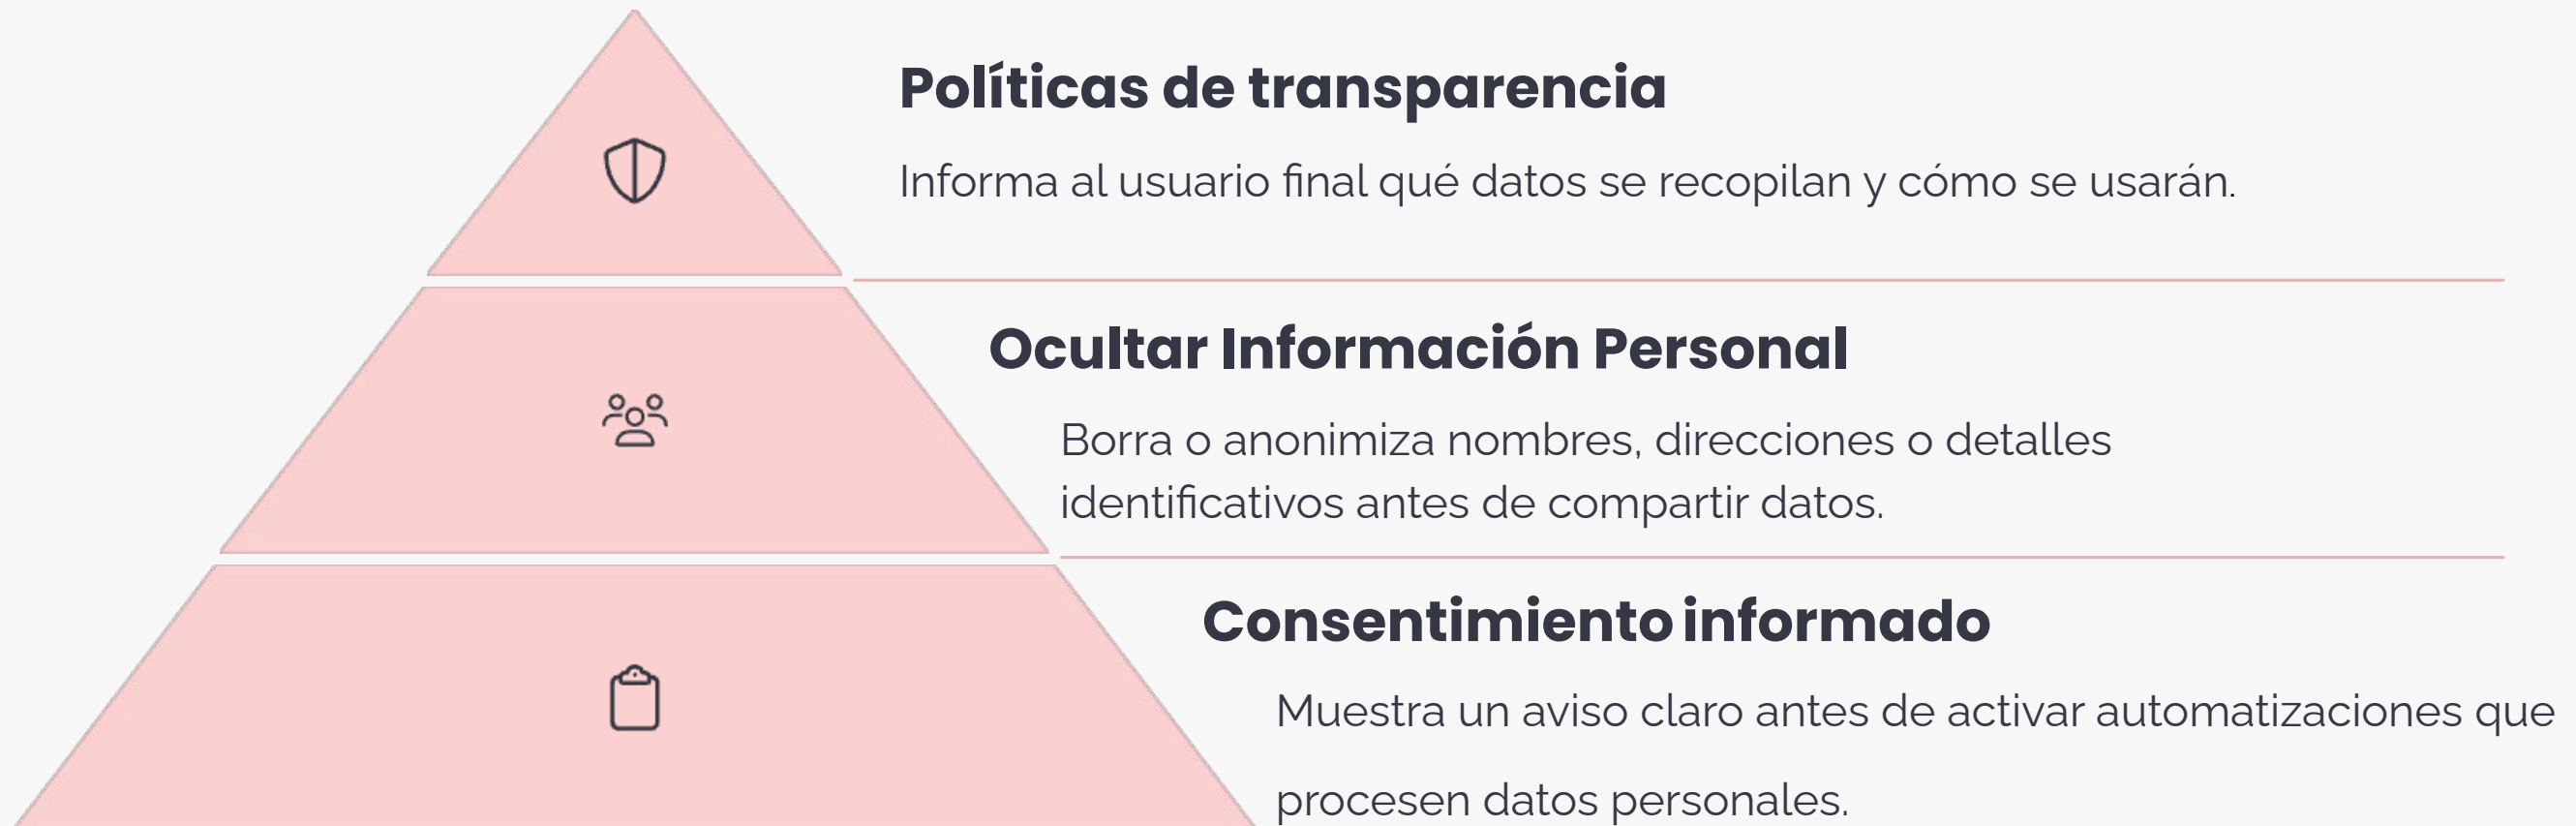 Políticas de transparencia
Informa al usuario final qué datos se recopilan y cómo se usarán.
Ocultar Información Personal
Borra o anonimiza nombres, direcciones o detalles
identificativos antes de compartir datos.
Consentimiento informado
Muestra un aviso claro antes de activar automatizaciones que
procesen datos personales.